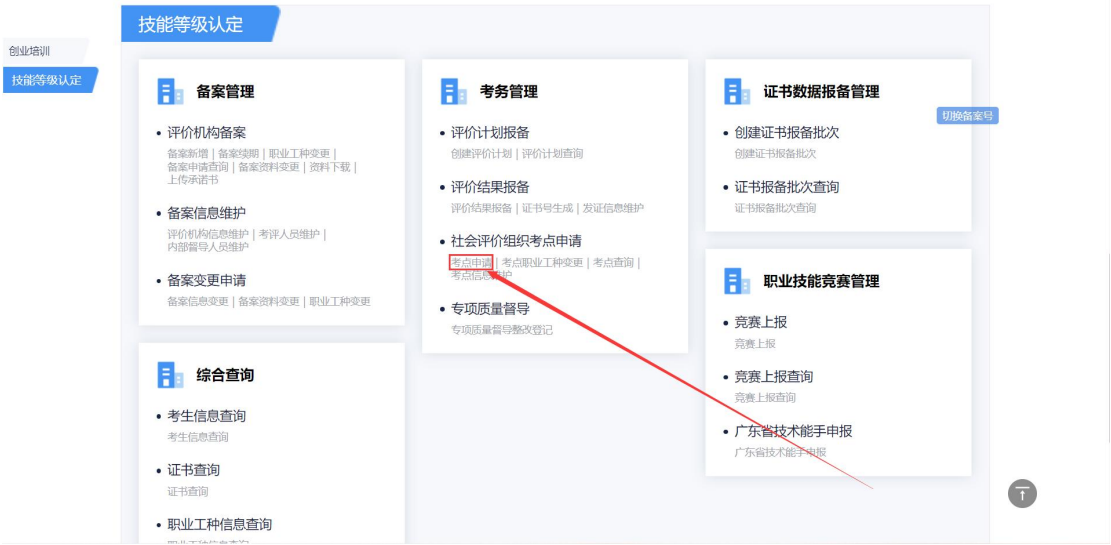 技能等级认定
创业培训
技能等级认定
备案管理
评价机构备案
备案新增 | 备案续期 | 职业工种变更 |
备案申请查询 | 备案资料变更 | 资料下载 |
上传承诺书
备案信息维护
评价机构信息维护 | 考评人员维护 |
内部督导人员维护
备案变更申请
备案信息变更 | 备案资料变更 | 职业工种变更
综合查询
考生信息查询
考生信息查询
证书查询
证书查询
职业工种信息查询
职业工种信息查询
考务管理
评价计划报备
创建评价计划 | 评价计划查询
评价结果报备
评价结果报备 | 证书号生成 | 发证信息维护
社会评价组织考点申请
考点申请 | 考点职业工种变更 | 考点查询 |
考点信息维护
专项质量督导
专项质量督导整改登记
证书数据报备管理
切换备案号
创建证书报备批次
创建证书报备批次
证书报备批次查询
证书报备批次查询
职业技能竞赛管理
竞赛上报
竞赛上报
竞赛上报查询
竞赛上报查询
广东省技术能手申报
广东省技术能手申报